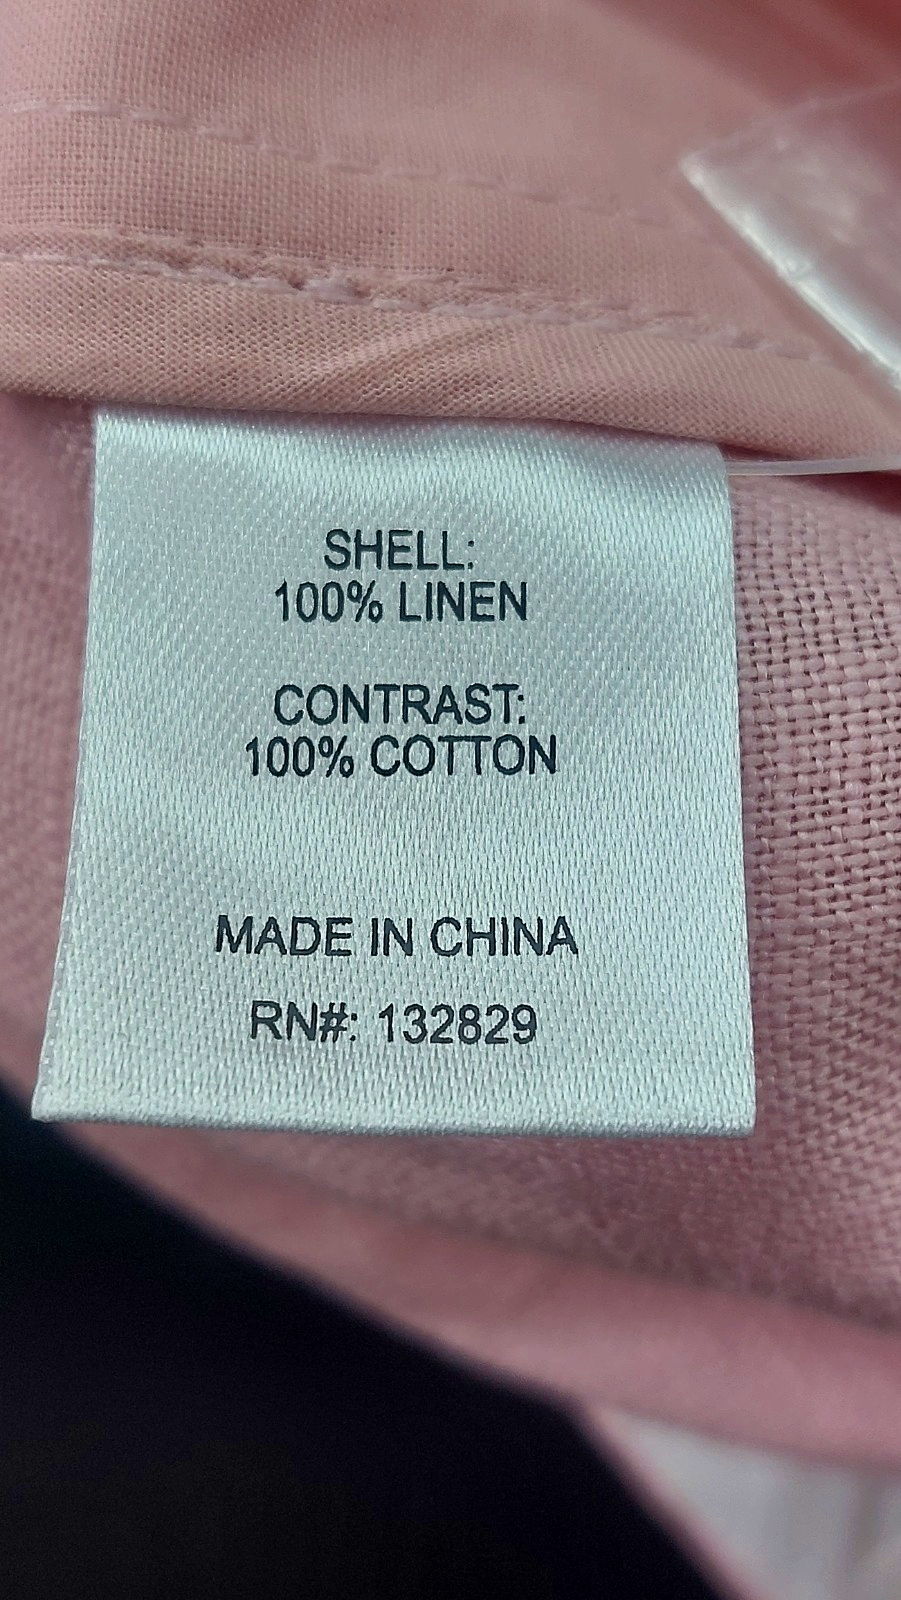 SHELL:
100% LINEN
CONTRAST:
100% COTTON
MADE IN CHINA
RN#: 132829